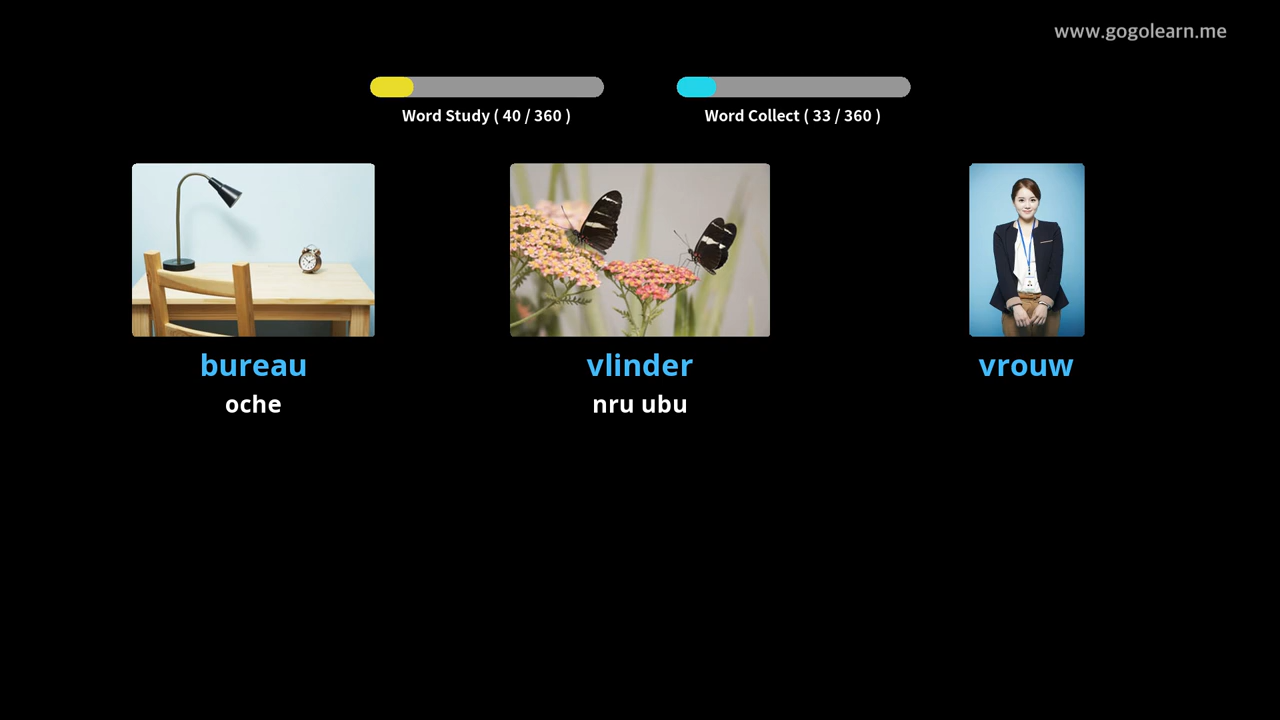 www.gogolearn.me
Word Study ( 40 / 360 )
Word Collect ( 33 / 360 )
bureau
vlinder
vrouw
oche
nru ubu